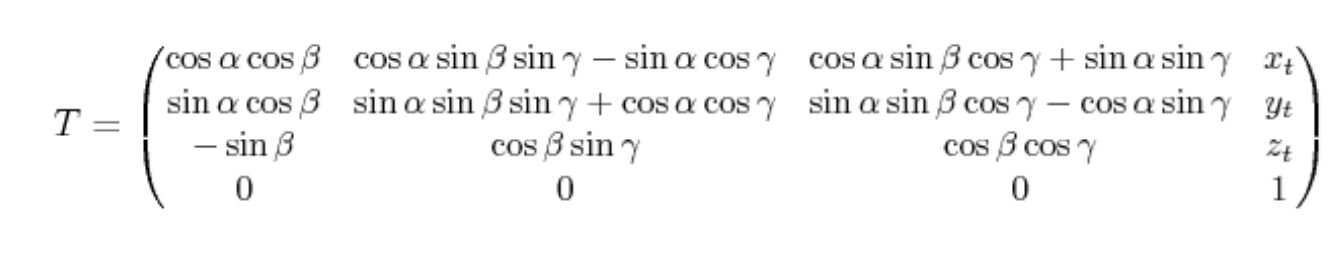 cos α cos β cos α sin β sin γ − sin α cos γ cos α sin β cos γ + sin α sin γ x_t
T = sin α cos β sin α sin β sin γ + cos α cos γ sin α sin β cos γ − cos α sin γ y_t
− sin β cos β sin γ cos β cos γ z_t
0 0 0 1